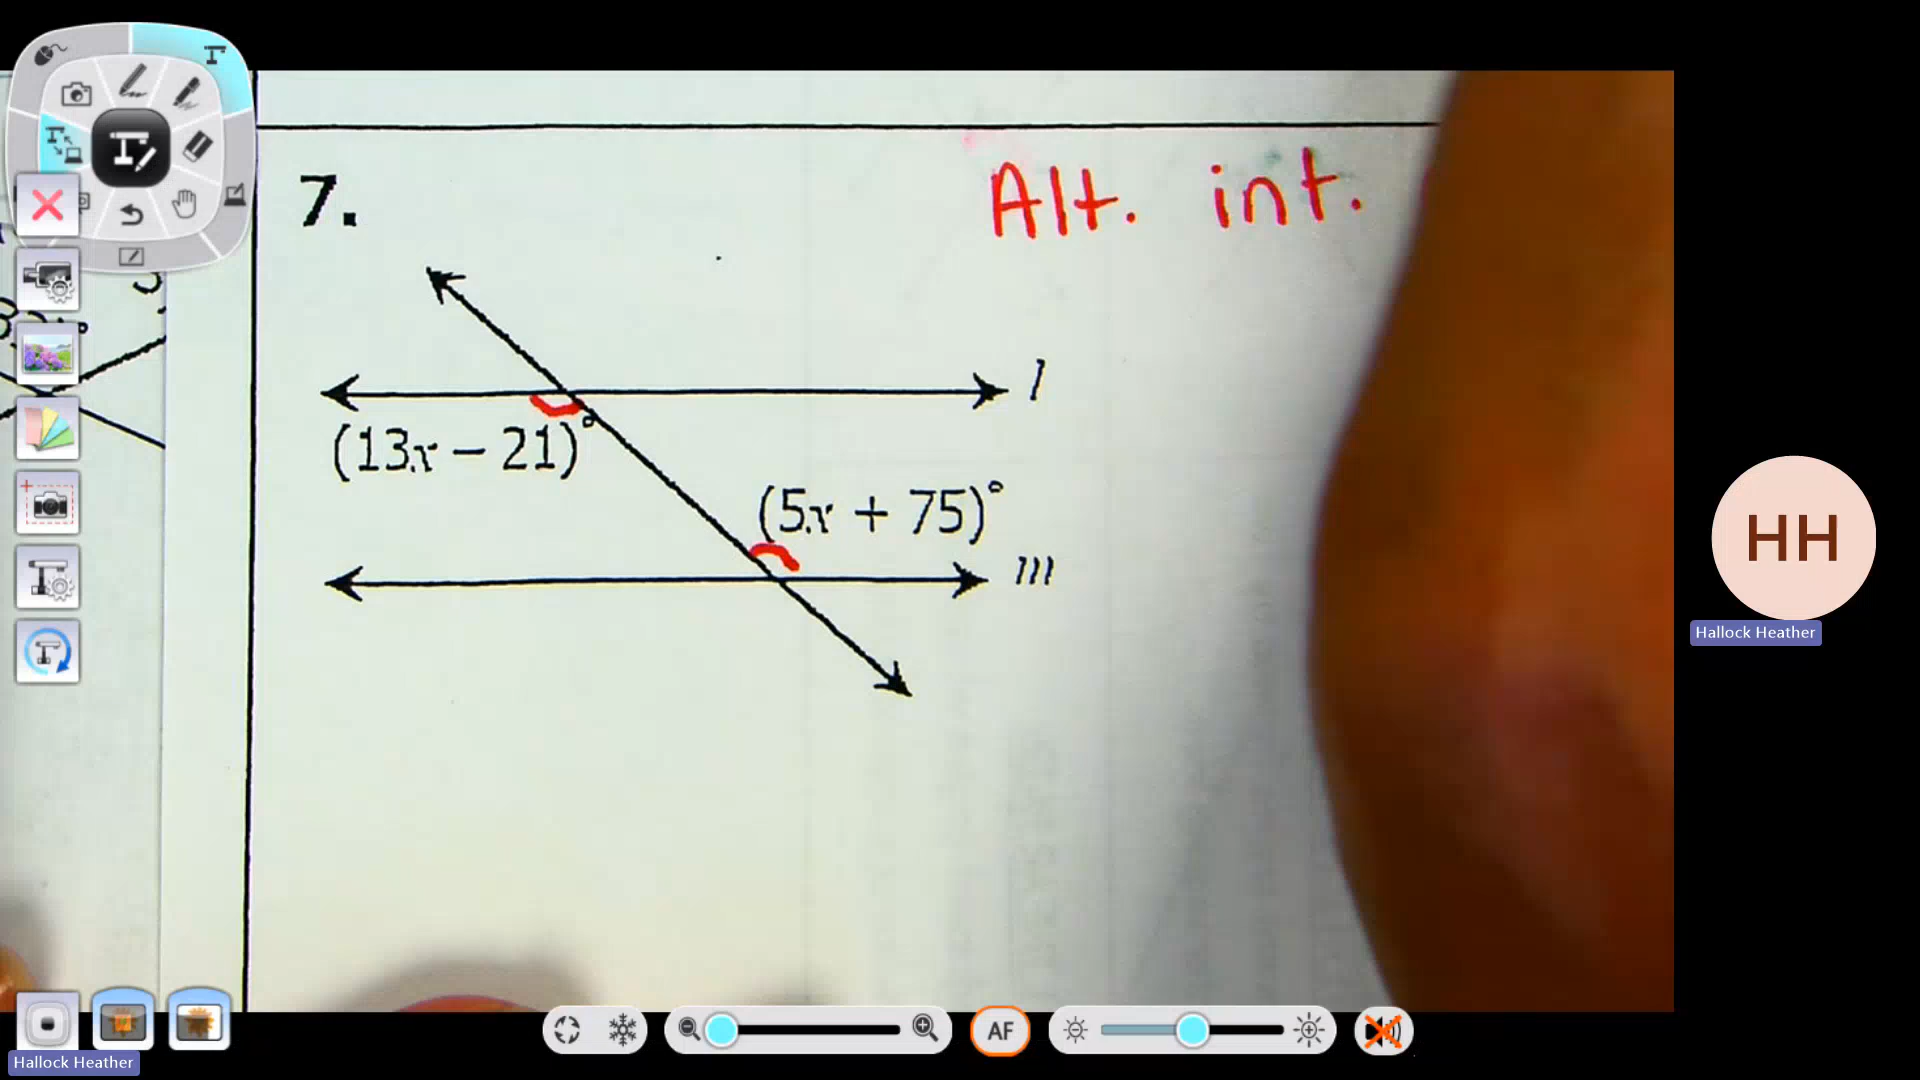 7.
Alt. int.
l
(13x − 21)°
(5x + 75)°
m
HH
Hallock Heather
AF
Hallock Heather